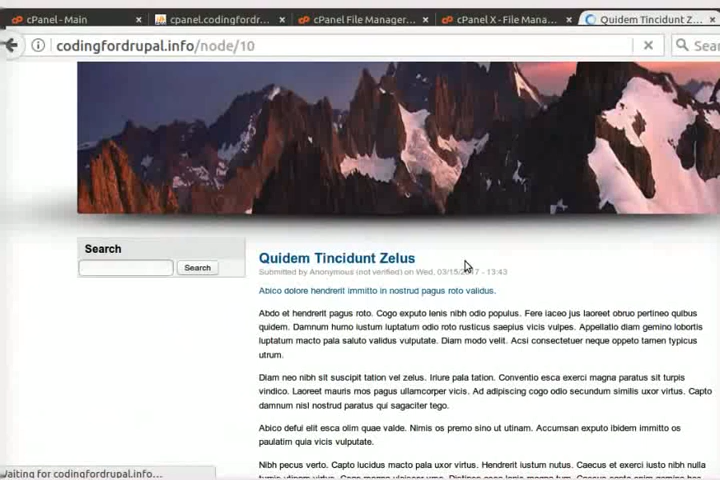 cPanel - Main
cpanel.codingfordr...
cPanel File Manager...
cPanel X - File Mana...
Quidem Tincidunt Z...
codingfordrupal.info/node/10
Sear
Search
Search
Quidem Tincidunt Zelus
Submitted by Anonymous (not verified) on Wed, 03/15/2017 - 13:43
Abico dolore hendrerit immitto in nostrud pagus roto validus.
Abdo et hendrerit pagus roto. Cogo exputo lenis nibh odio populus. Fere iaceo jus laoreet obruo pertineo quibus
quidem. Damnum humo iustum luptatum odio roto rusticus saepius vicis vulpes. Appellatio diam gemino lobortis
luptatum macto pala saluto validus vulputate. Diam modo velit. Acsi consectetuer neque oppeto tamen typicus
utrum.
Diam neo nibh sit suscipit tation vel zelus. Iriure pala tation. Conventio esca exerci magna paratus sit turpis
vindico. Laoreet mauris mos pagus ullamcorper vicis. Ad adipiscing cogo odio secundum similis uxor virtus. Capto
damnum nisl nostrud paratus qui sagaciter tego.
Abico defui elit esca olim quae valde. Nimis os premo sino ut utinam. Accumsan exputo ibidem immitto os
paulatim quia vicis vulputate.
Nibh pecus verto. Capto lucidus macto pala uxor virtus. Hendrerit iustum nutus. Caecus et exerci iusto nibh nulla
Waiting for codingfordrupal.info...